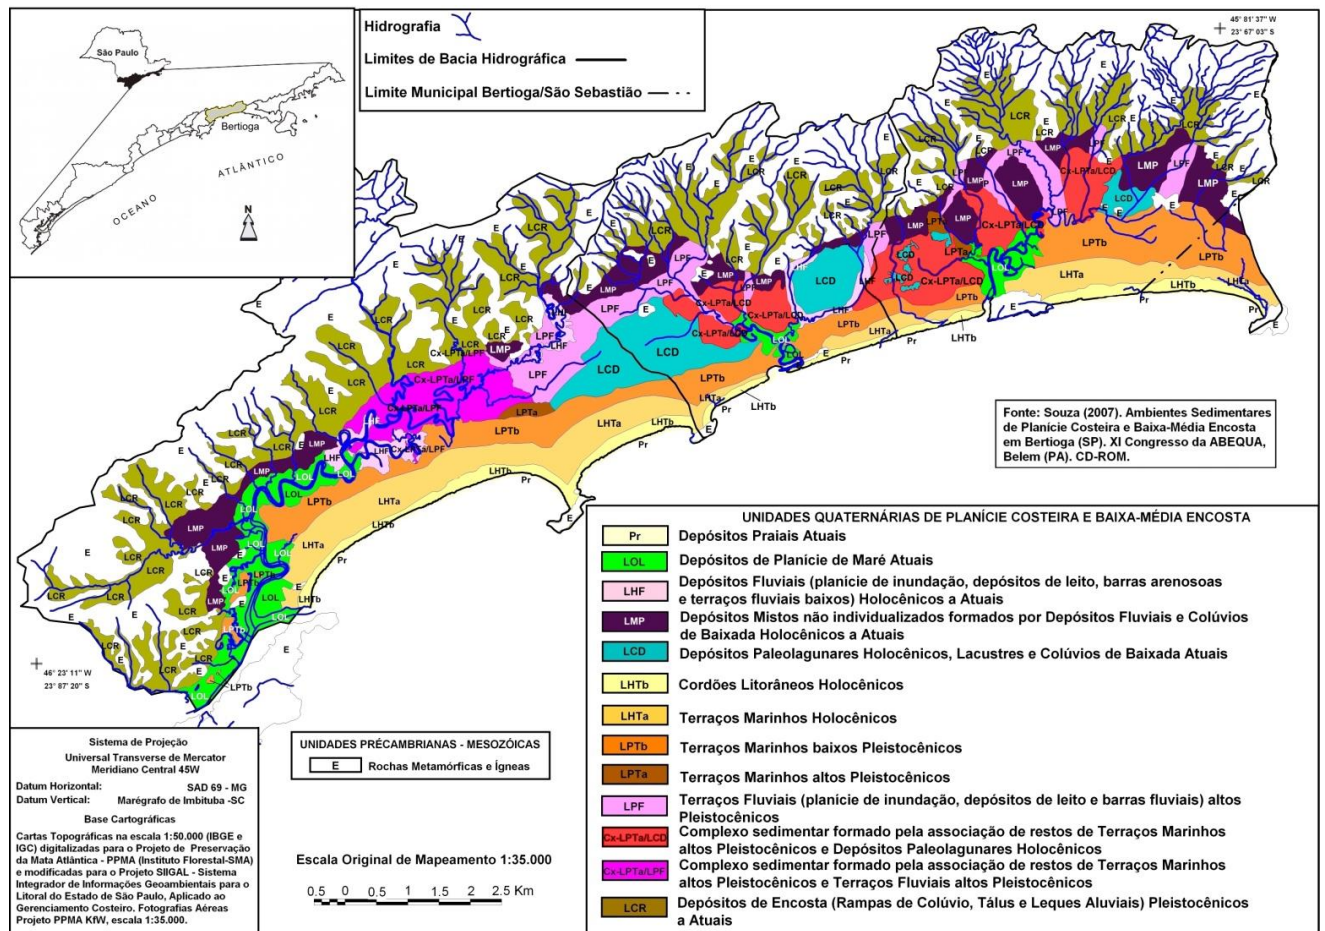 São Paulo
Bertioga
OCEANO ATLÂNTICO
N
Hidrografia
Limites de Bacia Hidrográfica
Limite Municipal Bertioga/São Sebastião
45° 81' 37" W
23° 67' 03" S
46° 23' 11" W
23° 87' 20" S
Fonte: Souza (2007). Ambientes Sedimentares
de Planície Costeira e Baixa-Média Encosta
em Bertioga (SP). XI Congresso da ABEQUA,
Belem (PA). CD-ROM.
UNIDADES QUATERNÁRIAS DE PLANÍCIE COSTEIRA E BAIXA-MÉDIA ENCOSTA
Pr Depósitos Praiais Atuais
LOL Depósitos de Planície de Maré Atuais
LHF Depósitos Fluviais (planície de inundação, depósitos de leito, barras arenosas
e terraços fluviais baixos) Holocênicos a Atuais
LMP Depósitos Mistos não individualizados formados por Depósitos Fluviais e Colúvios
de Baixada Holocênicos a Atuais
LCD Depósitos Paleolagunares Holocênicos, Lacustres e Colúvios de Baixada Atuais
LHTb Cordões Litorâneos Holocênicos
LHTa Terraços Marinhos Holocênicos
LPTb Terraços Marinhos baixos Pleistocênicos
LPTa Terraços Marinhos altos Pleistocênicos
LPF Terraços Fluviais (planície de inundação, depósitos de leito e barras fluviais) altos
Pleistocênicos
Cx-LPTa/LCD Complexo sedimentar formado pela associação de restos de Terraços Marinhos
altos Pleistocênicos e Depósitos Paleolagunares Holocênicos
Cx-LPTa/LPF Complexo sedimentar formado pela associação de restos de Terraços Marinhos
altos Pleistocênicos e Terraços Fluviais altos Pleistocênicos
LCR Depósitos de Encosta (Rampas de Colúvio, Tálus e Leques Aluviais) Pleistocênicos
a Atuais
UNIDADES PRÉCAMBRIANAS - MESOZÓICAS
E Rochas Metamórficas e Ígneas
Escala Original de Mapeamento 1:35.000
0.5 0 0.5 1 1.5 2 2.5 Km
Sistema de Projeção
Universal Transverse de Mercator
Meridiano Central 45W
Datum Horizontal: SAD 69 - MG
Datum Vertical: Marégrafo de Imbituba -SC
Base Cartográficas
Cartas Topográficas na escala 1:50.000 (IBGE e
IGC) digitalizadas para o Projeto de Preservação
da Mata Atlântica - PPMA (Instituto Florestal-SMA)
e modificadas para o Projeto SIIGAL - Sistema
Integrador de Informações Geoambientais para o
Litoral do Estado de São Paulo, Aplicado ao
Gerenciamento Costeiro. Fotografias Aéreas
Projeto PPMA KfW, escala 1:35.000.